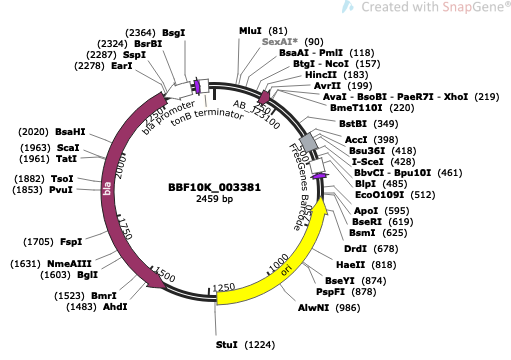 Created with SnapGene®
(2364) BsgI
(2324) BsrBI
(2287) SspI
(2278) EarI
MluI (81)
SexAI* (90)
BsaAI - PmlI (118)
BtgI - NcoI (157)
HincII (183)
AvrII (199)
AvaI - BsoBI - PaeR7I - XhoI (219)
BmeT110I (220)
BstBI (349)
AccI (398)
Bsu36I (418)
I-SceI (428)
BbvCI - Bpu10I (461)
BlpI (485)
EcoO109I (512)
ApoI (595)
BseRI (619)
BsmI (625)
DrdI (678)
HaeII (818)
BseYI (874)
PspFI (878)
AlwNI (986)
StuI (1224)
(2020) BsaHI
(1963) ScaI
(1961) TatI
(1882) TsoI
(1853) PvuI
(1705) FspI
(1631) NmeAIII
(1603) BglI
(1523) BmrI
(1483) AhdI
BBF10K_003381
2459 bp
bla promoter
tonB terminator
AB_J23100
FreeGenes Barcode
bla
ori
500
750
1000
1250
1500
1750
2000
2250